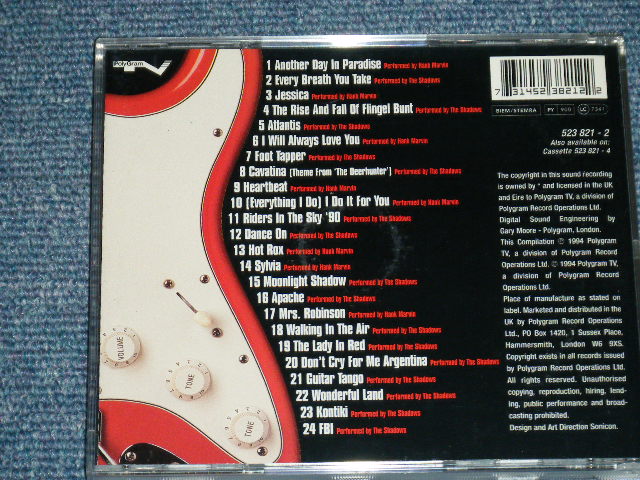 PolyGram
1 Another Day In Paradise Performed by Hank Marvin
2 Every Breath You Take Performed by The Shadows
3 Jessica Performed by Hank Marvin
4 The Rise And Fall Of Flingel Bunt Performed by The Shadows
5 Atlantis Performed by The Shadows
6 I Will Always Love You Performed by Hank Marvin
7 Foot Tapper Performed by The Shadows
8 Cavatina (Theme From 'The Deerhunter') Performed by The Shadows
9 Heartbeat Performed by Hank Marvin
10 (Everything I Do) I Do It For You Performed by Hank Marvin
11 Riders In The Sky '90 Performed by The Shadows
12 Dance On Performed by The Shadows
13 Hot Rox Performed by Hank Marvin
14 Sylvia Performed by Hank Marvin
15 Moonlight Shadow Performed by The Shadows
16 Apache Performed by The Shadows
17 Mrs. Robinson Performed by Hank Marvin
18 Walking In The Air Performed by The Shadows
19 The Lady In Red Performed by The Shadows
20 Don't Cry For Me Argentina Performed by The Shadows
21 Guitar Tango Performed by The Shadows
22 Wonderful Land Performed by The Shadows
23 Kontiki Performed by The Shadows
24 FBI Performed by The Shadows
7 31452 38212 2
BIEM/STEMRA PY 900 LC 7341
523 821 - 2
Also available on:
Cassette 523 821 - 4
The copyright in this sound recording
is owned by * and licensed in the UK
and Eire to Polygram TV, a division of
Polygram Record Operations Ltd.
Digital Sound Engineering by
Gary Moore - Polygram, London.
This Compilation ℗ 1994 Polygram
TV, a division of Polygram Record
Operations Ltd. © 1994 Polygram TV,
a division of Polygram Record
Operations Ltd.
Place of manufacture as stated on
label. Marketed and distributed in the
UK by Polygram Record Operations
Ltd., PO Box 1420, 1 Sussex Place,
Hammersmith, London W6 9XS.
Copyright exists in all records issued
by Polygram Record Operations Ltd.
All rights reserved. Unauthorised
copying, reproduction, hiring, lend-
ing, public performance and broad-
casting prohibited.
Design and Art Direction Sonicon.
VOLUME
TONE
TONE